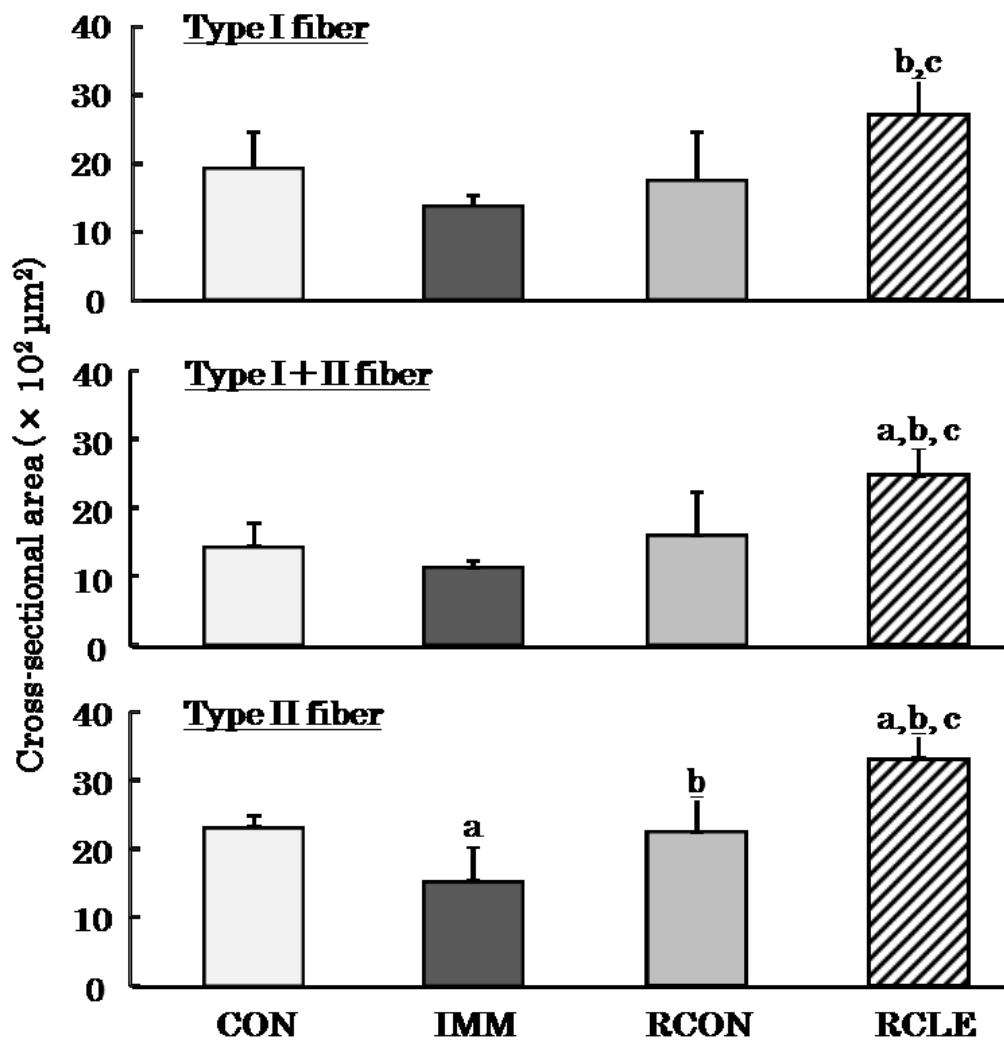 Cross-sectional area (× 10² μm²)
Type I fiber
40
30
20
10
0
b,c
Type I+II fiber
40
30
20
10
0
a,b, c
Type II fiber
40
30
20
10
0
a
b
a,b, c
CON IMM RCON RCLE